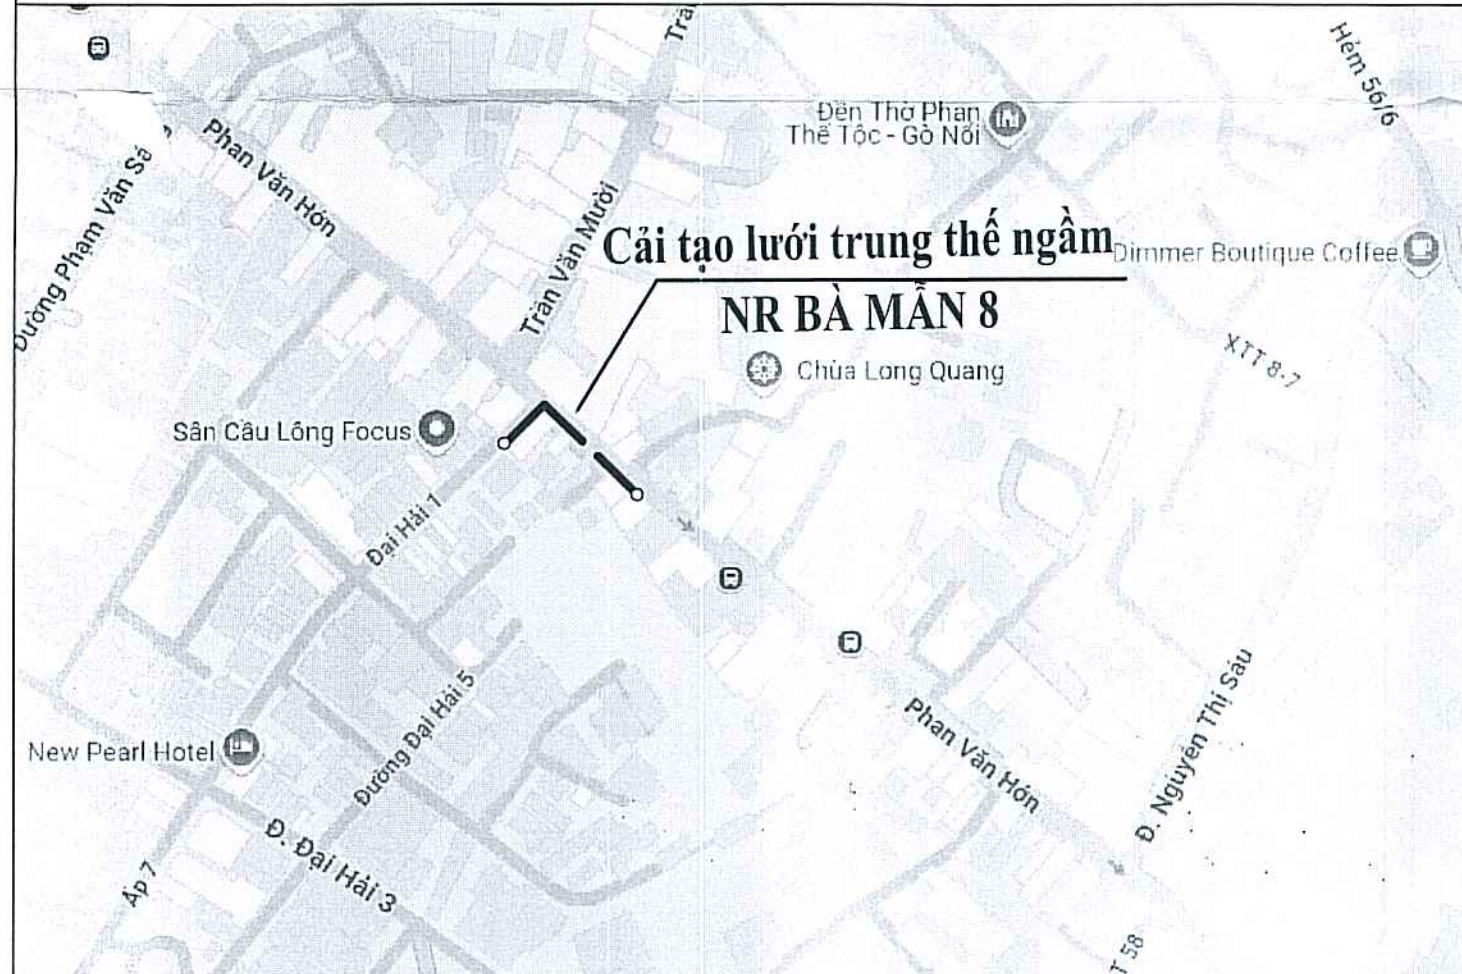 Trần
Hẻm 56/6
Đền Thờ Phan
Thế Tộc - Gò Nổi
Phan Văn Hớn
Đường Phạm Văn Sá
Trần Văn Mười
Cải tạo lưới trung thế ngầm
Dimmer Boutique Coffee
NR BÀ MẪN 8
XTT 8-7
Chùa Long Quang
Sân Cầu Lông Focus
Đại Hải 1
Đường Đại Hải 5
Đ. Nguyễn Thị Sáu
New Pearl Hotel
Phan Văn Hớn
Đ. Đại Hải 3
Ấp 7
T 58